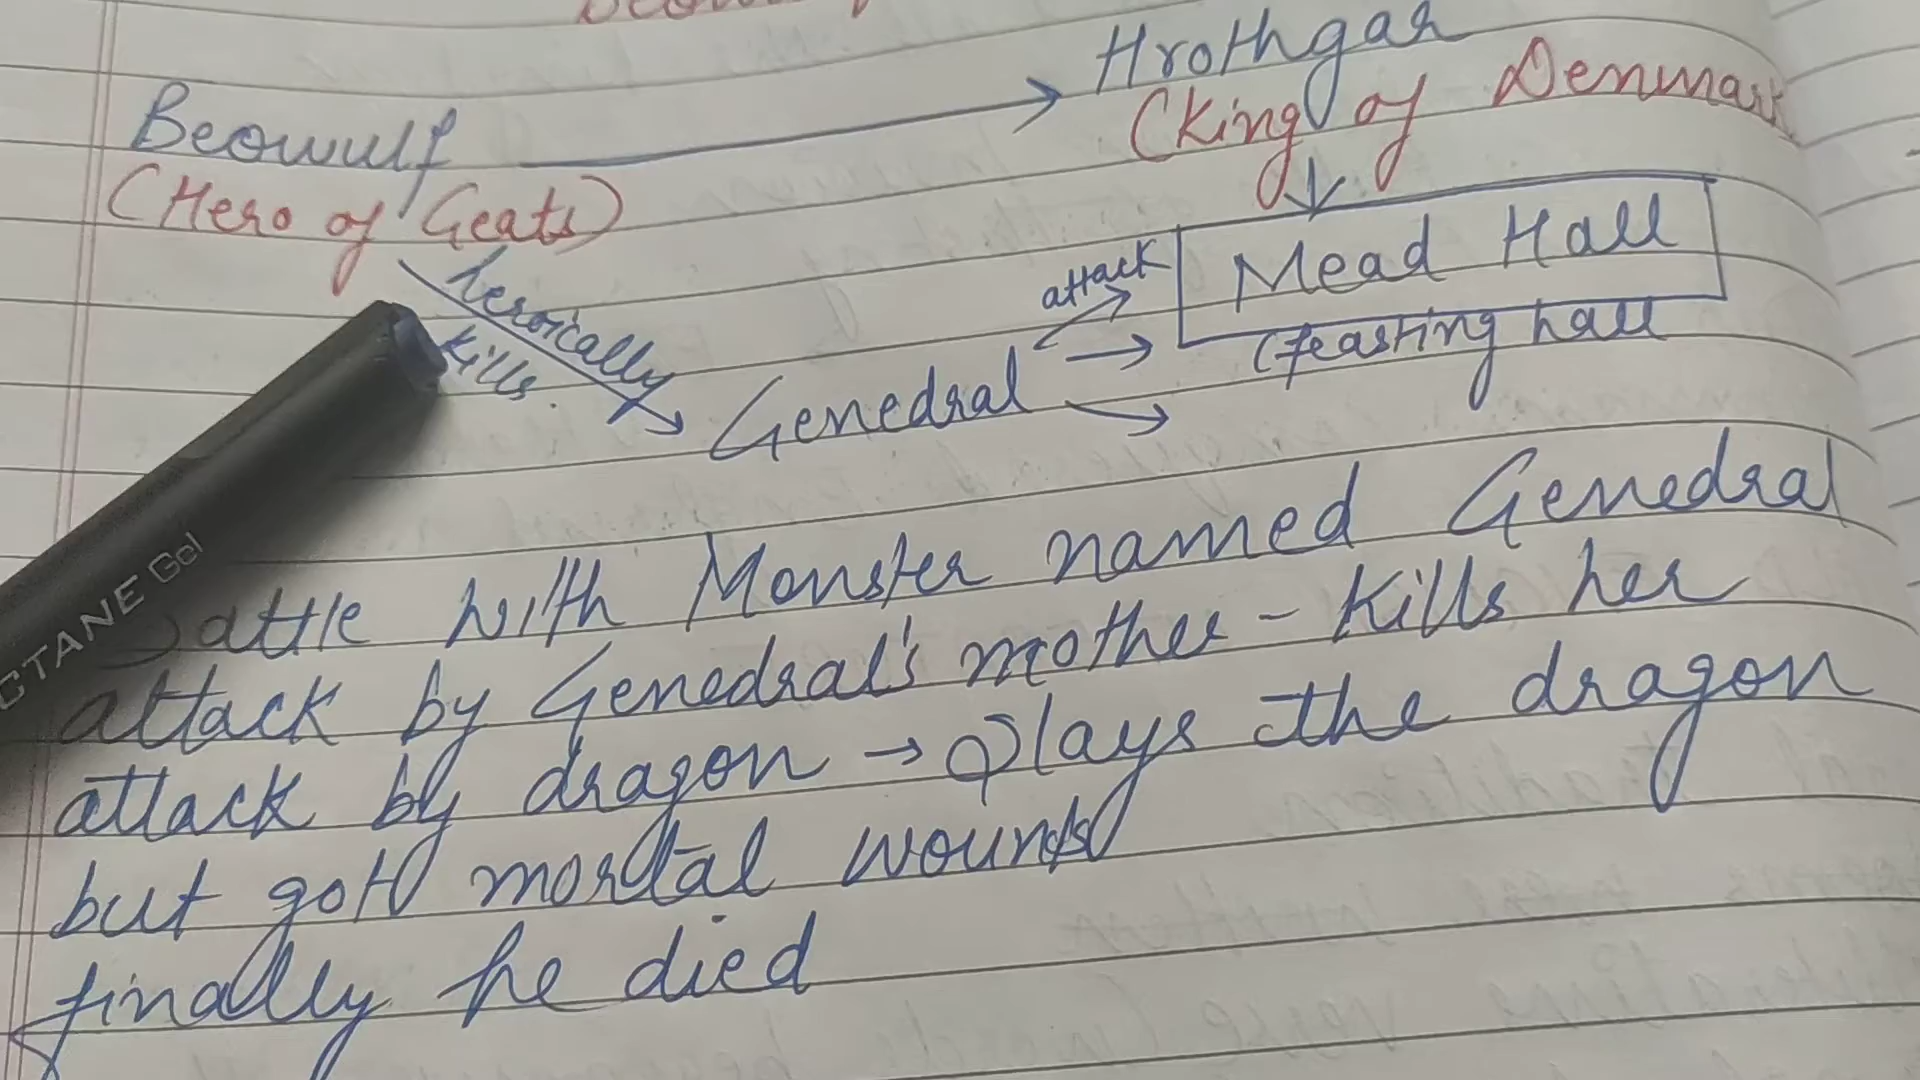 Beowulf
Hrothgar
(King of Denmark
(Hero of Geats)
Mead Hall
(feasting hall
attack
heroically
kills
Genedral
Battle with Monster named Genedral
attack by Genedral's mother - Kills her
attack by dragon → Slays the dragon
but got mortal wounds
finally he died
CTANE Gel